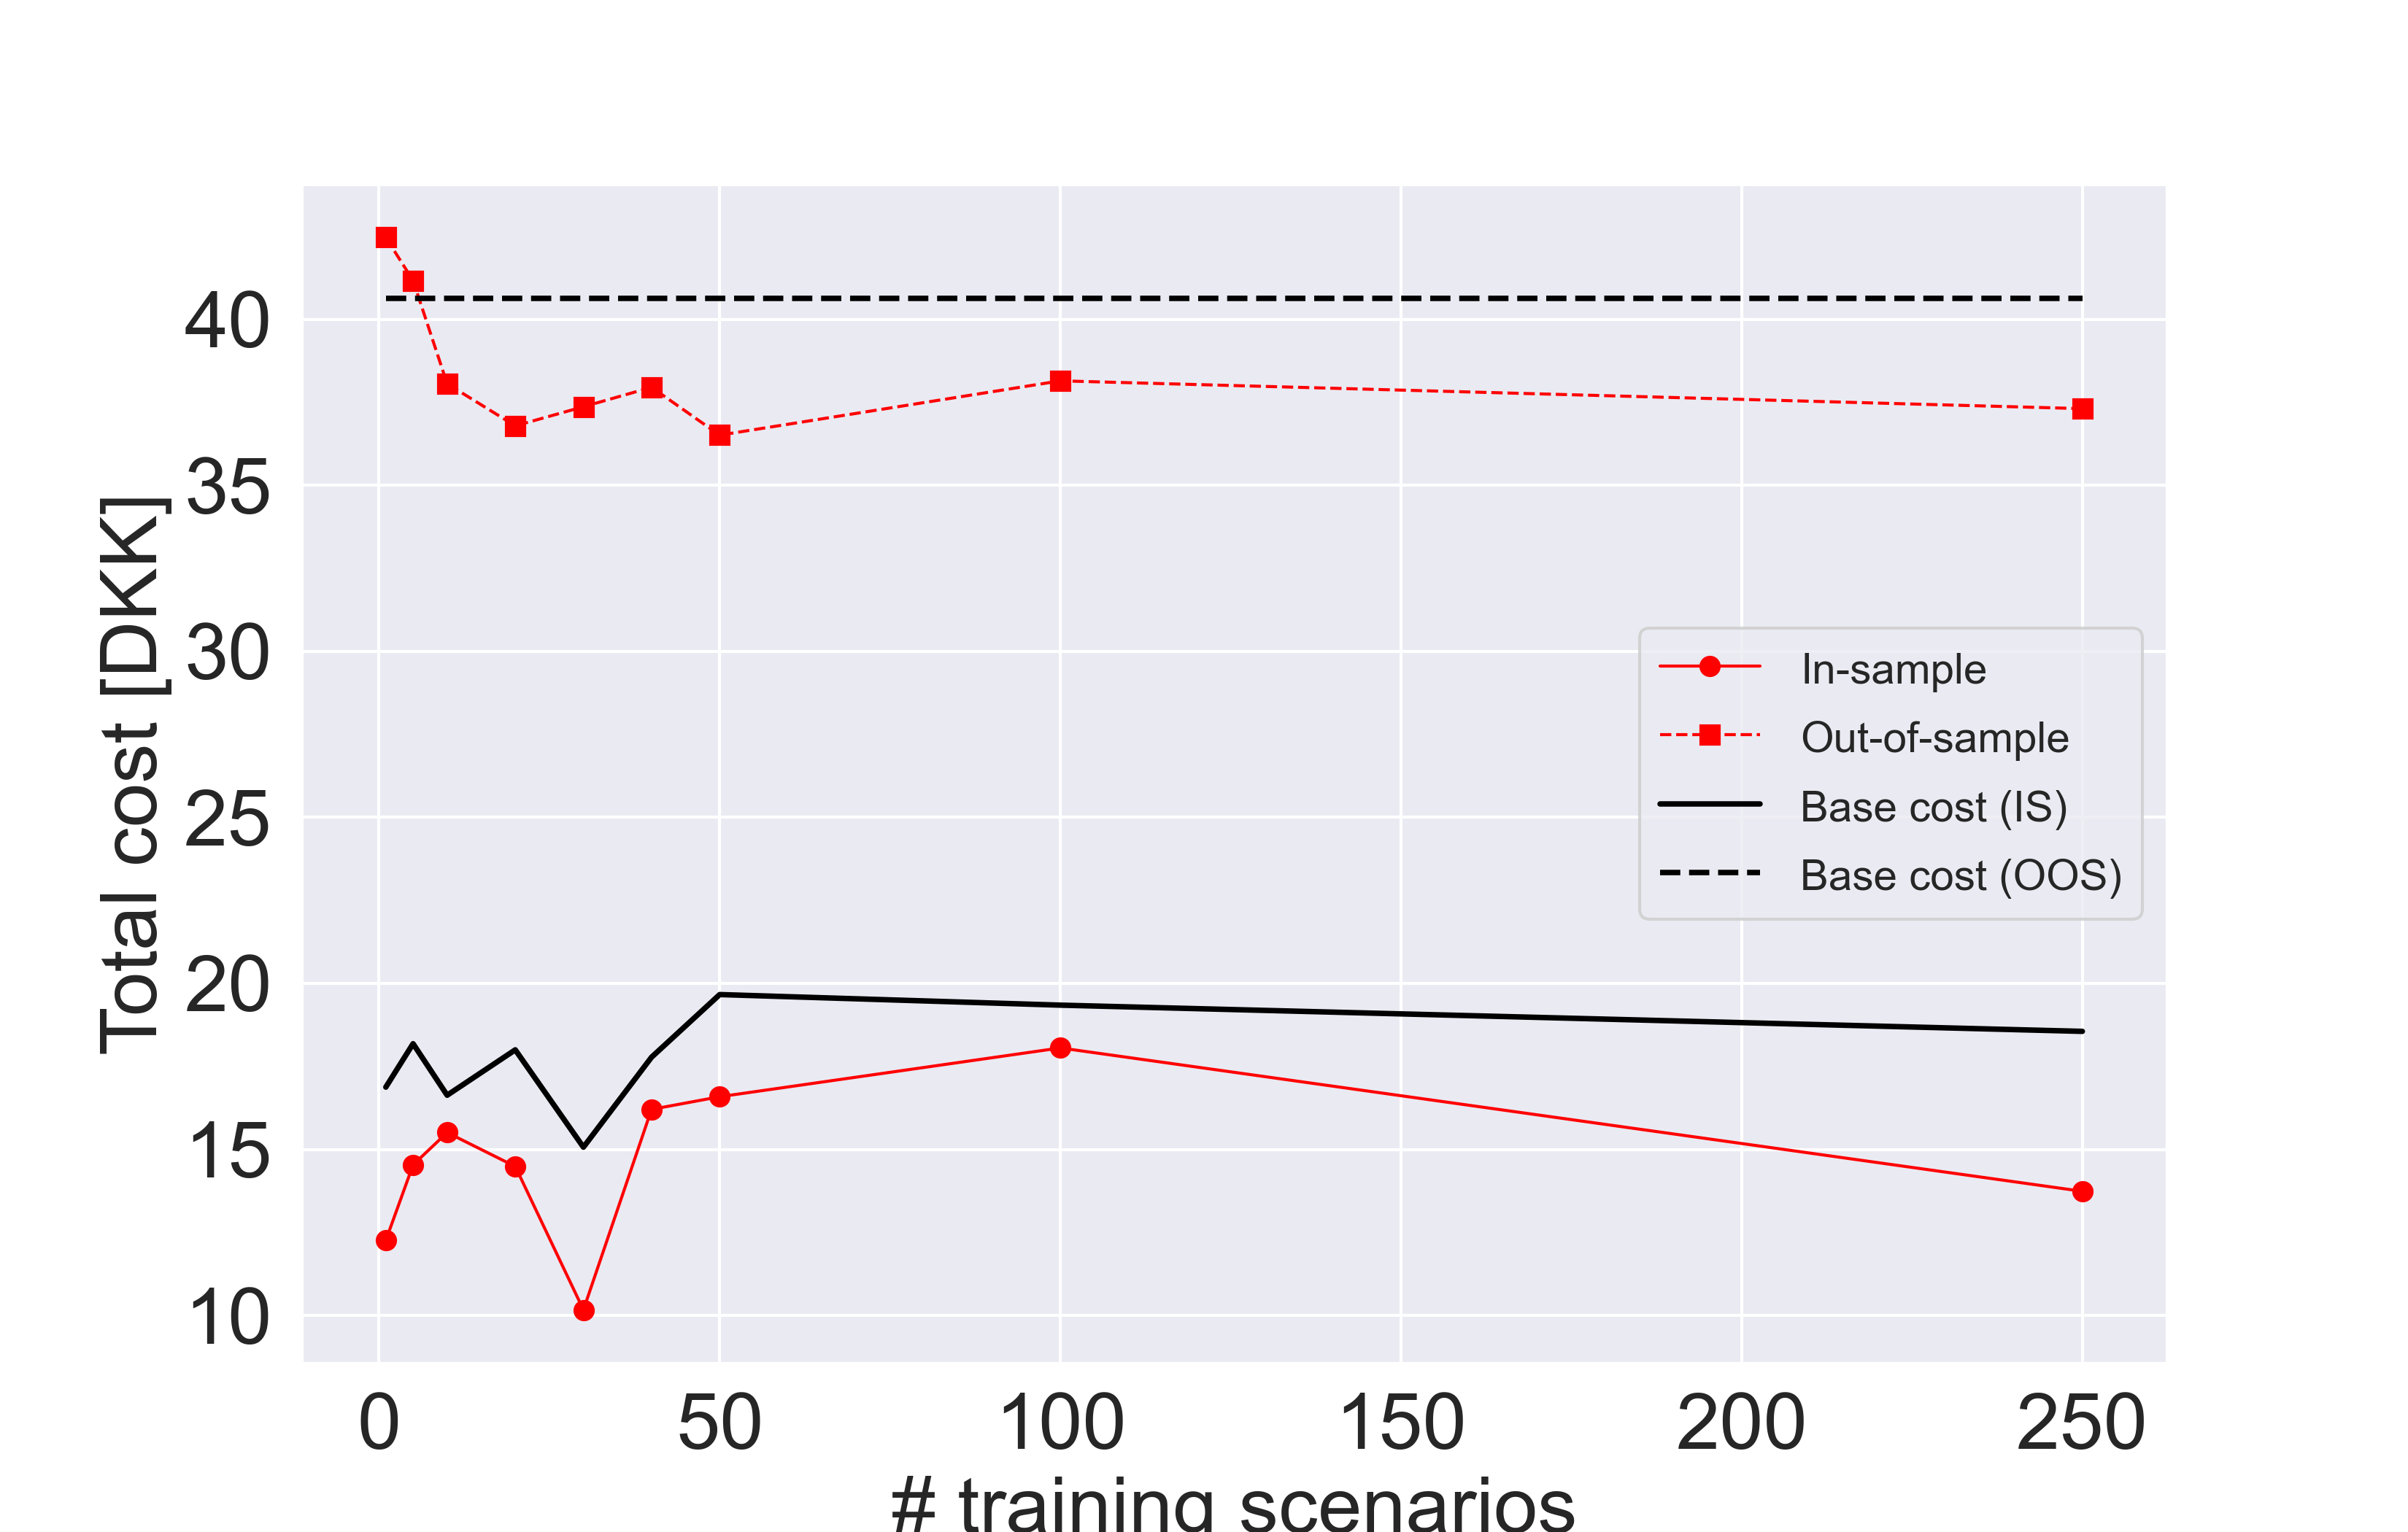 40
35
30
25
20
15
10
Total cost [DKK]
In-sample
Out-of-sample
Base cost (IS)
Base cost (OOS)
0 50 100 150 200 250
# training scenarios